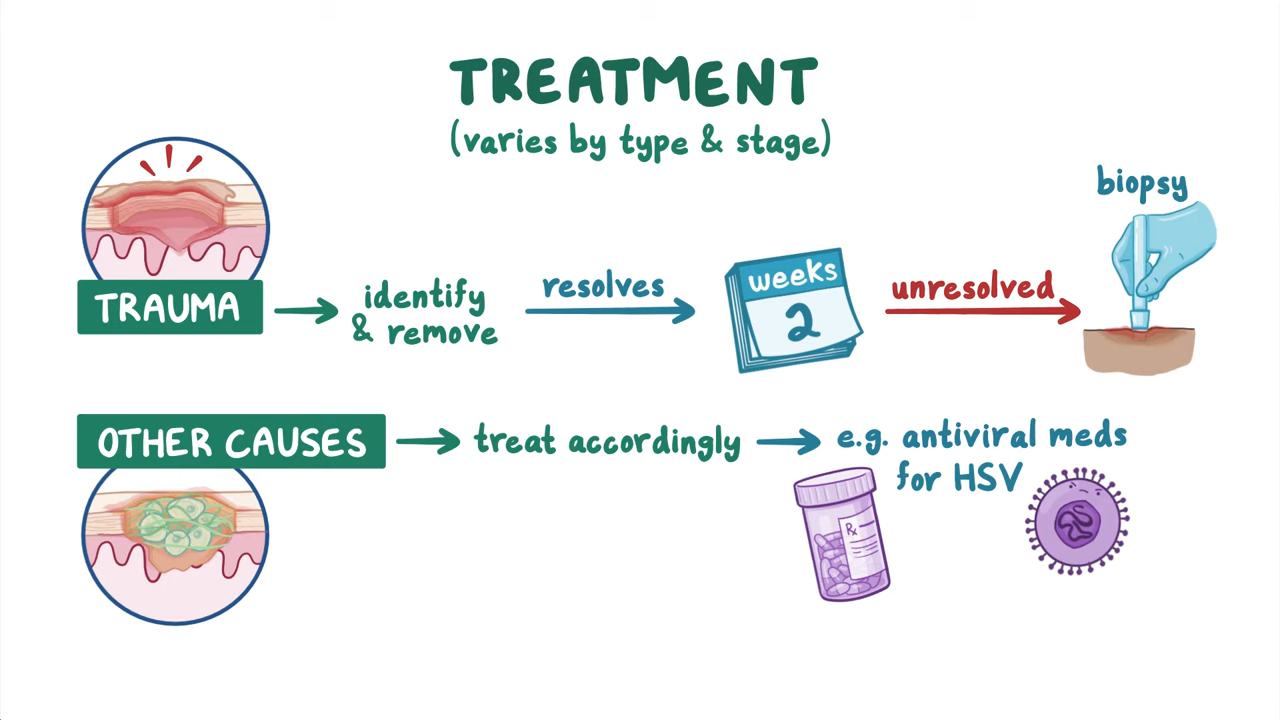 TREATMENT
(varies by type & stage)
biopsy
TRAUMA
identify
& remove
resolves
weeks
2
unresolved
OTHER CAUSES
treat accordingly
e.g. antiviral meds
for HSV
Rx